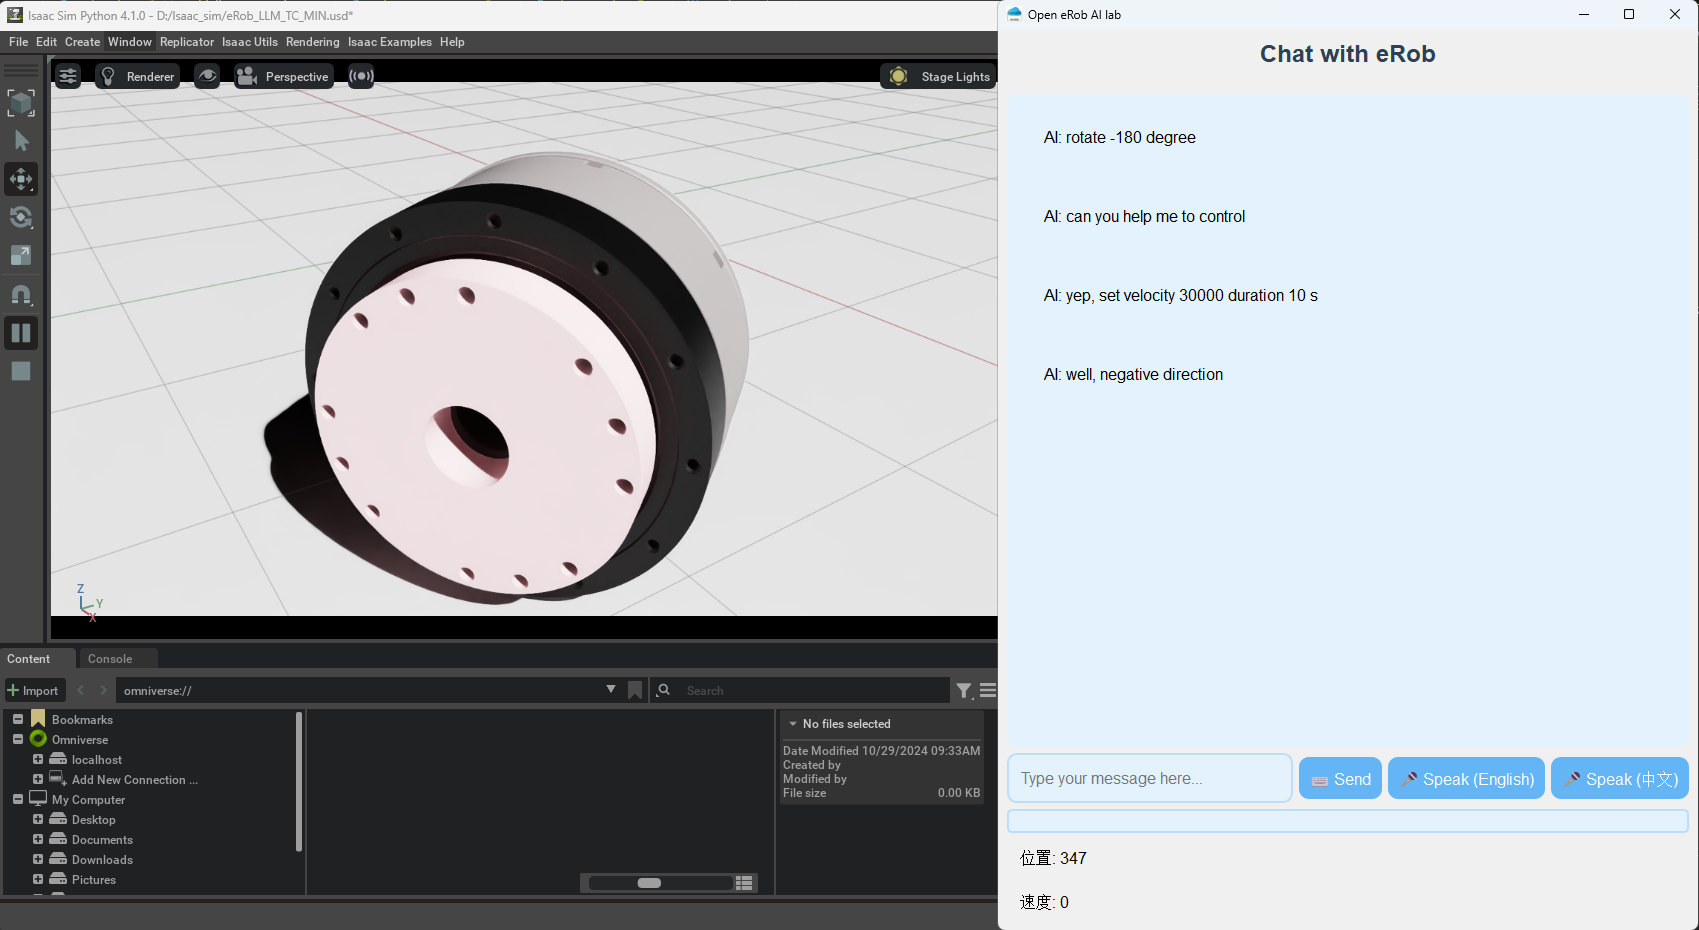 Isaac Sim Python 4.1.0 - D:/Isaac_sim/eRob_LLM_TC_MIN.usd*
File Edit Create Window Replicator Isaac Utils Rendering Isaac Examples Help
Renderer
Perspective
Stage Lights
Z
Y
X
Content
Console
Import
omniverse://
Search
Bookmarks
Omniverse
localhost
Add New Connection ...
My Computer
Desktop
Documents
Downloads
Pictures
No files selected
Date Modified 10/29/2024 09:33AM
Created by
Modified by
File size 0.00 KB
Open eRob AI lab
Chat with eRob
AI: rotate -180 degree
AI: can you help me to control
AI: yep, set velocity 30000 duration 10 s
AI: well, negative direction
Type your message here...
Send
Speak (English)
Speak (中文)
位置: 347
速度: 0